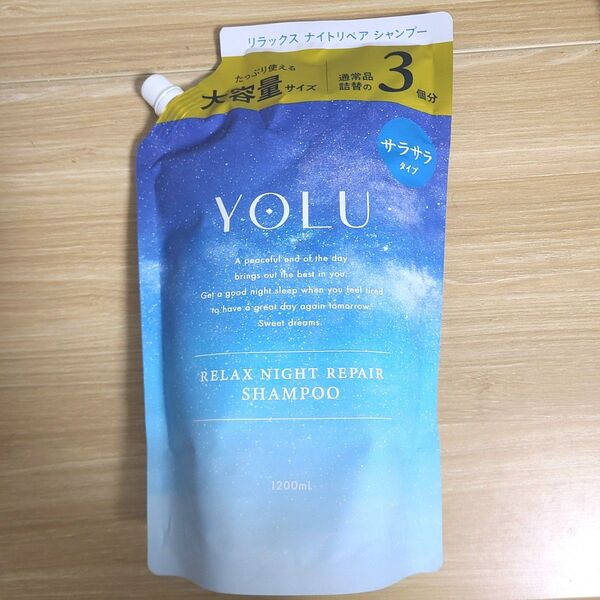 リラックス ナイトリペア シャンプー
たっぷり使える
大容量サイズ
通常品
詰替の
3個分
サラサラ
タイプ
YOLU
A peaceful end of the day
brings out the best in you.
Get a good night sleep when you feel tired
to have a great day again tomorrow.
Sweet dreams.
RELAX NIGHT REPAIR
SHAMPOO
1200mL